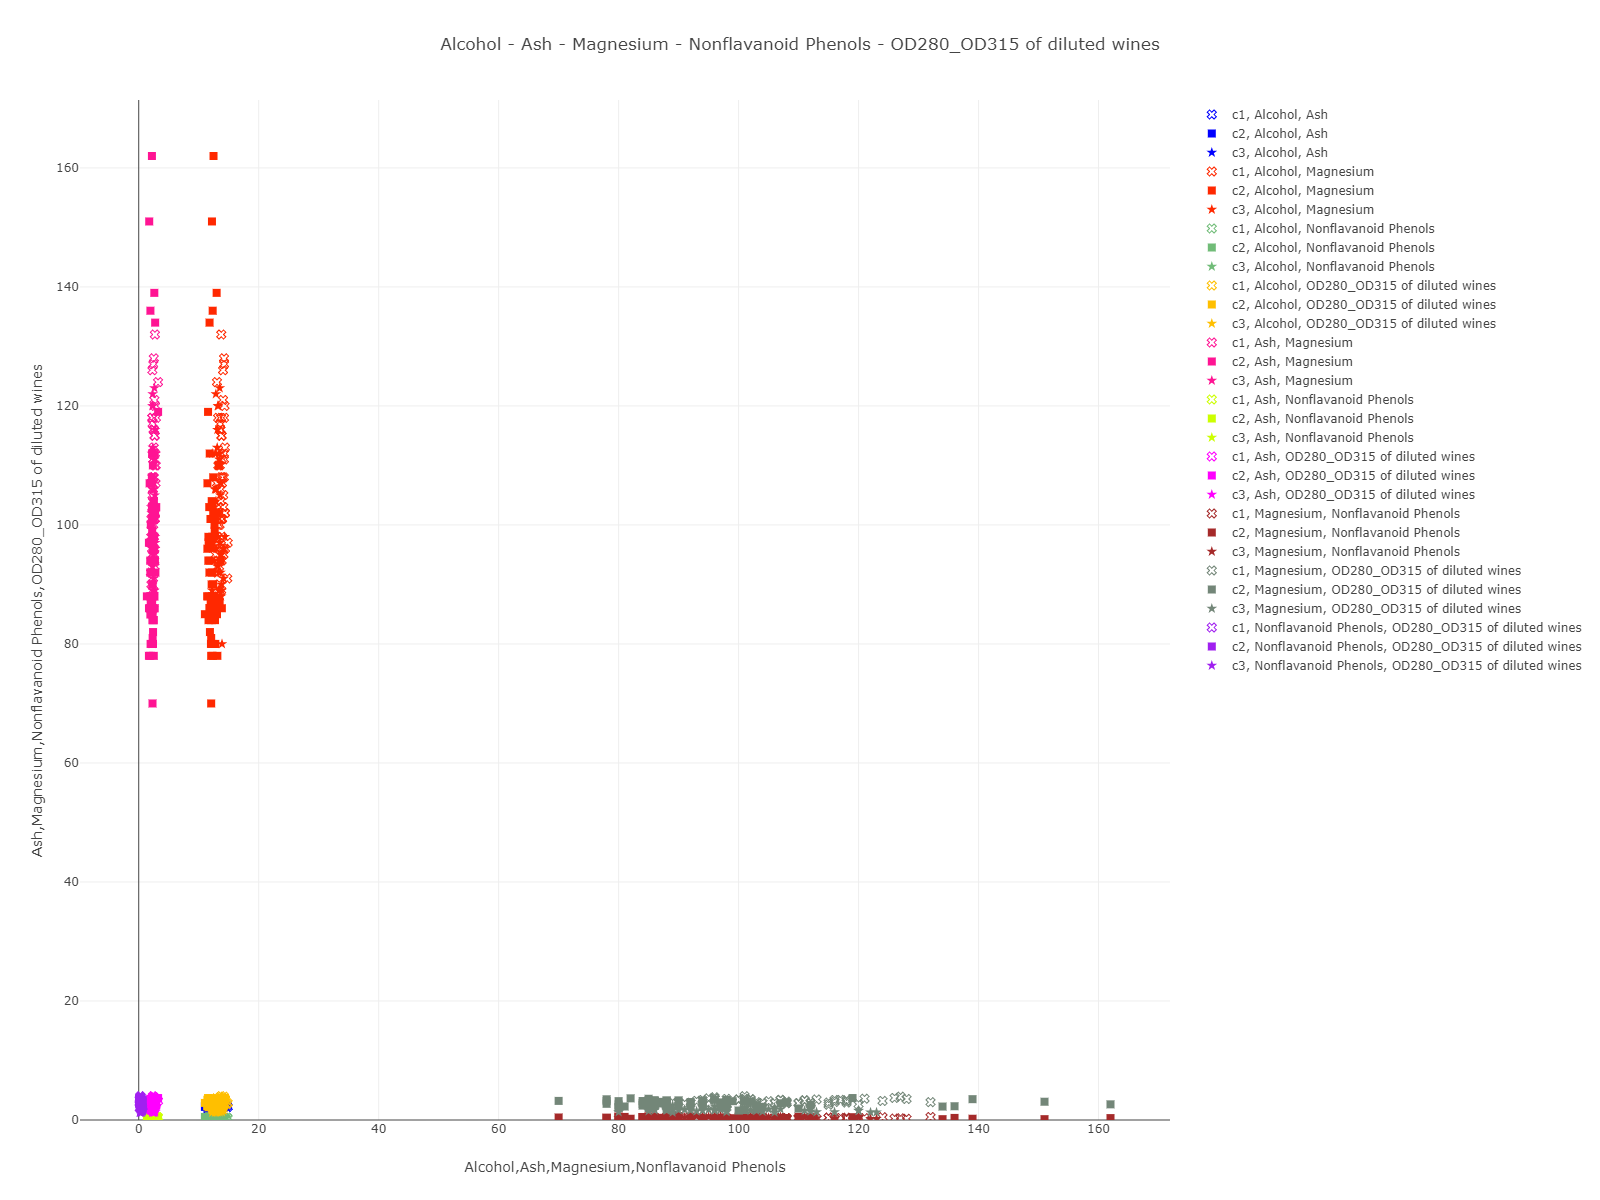 Alcohol - Ash - Magnesium - Nonflavanoid Phenols - OD280_OD315 of diluted wines
Ash,Magnesium,Nonflavanoid Phenols,OD280_OD315 of diluted wines
160
140
120
100
80
60
40
20
0
0 20 40 60 80 100 120 140 160
Alcohol,Ash,Magnesium,Nonflavanoid Phenols
c1, Alcohol, Ash
c2, Alcohol, Ash
c3, Alcohol, Ash
c1, Alcohol, Magnesium
c2, Alcohol, Magnesium
c3, Alcohol, Magnesium
c1, Alcohol, Nonflavanoid Phenols
c2, Alcohol, Nonflavanoid Phenols
c3, Alcohol, Nonflavanoid Phenols
c1, Alcohol, OD280_OD315 of diluted wines
c2, Alcohol, OD280_OD315 of diluted wines
c3, Alcohol, OD280_OD315 of diluted wines
c1, Ash, Magnesium
c2, Ash, Magnesium
c3, Ash, Magnesium
c1, Ash, Nonflavanoid Phenols
c2, Ash, Nonflavanoid Phenols
c3, Ash, Nonflavanoid Phenols
c1, Ash, OD280_OD315 of diluted wines
c2, Ash, OD280_OD315 of diluted wines
c3, Ash, OD280_OD315 of diluted wines
c1, Magnesium, Nonflavanoid Phenols
c2, Magnesium, Nonflavanoid Phenols
c3, Magnesium, Nonflavanoid Phenols
c1, Magnesium, OD280_OD315 of diluted wines
c2, Magnesium, OD280_OD315 of diluted wines
c3, Magnesium, OD280_OD315 of diluted wines
c1, Nonflavanoid Phenols, OD280_OD315 of diluted wines
c2, Nonflavanoid Phenols, OD280_OD315 of diluted wines
c3, Nonflavanoid Phenols, OD280_OD315 of diluted wines